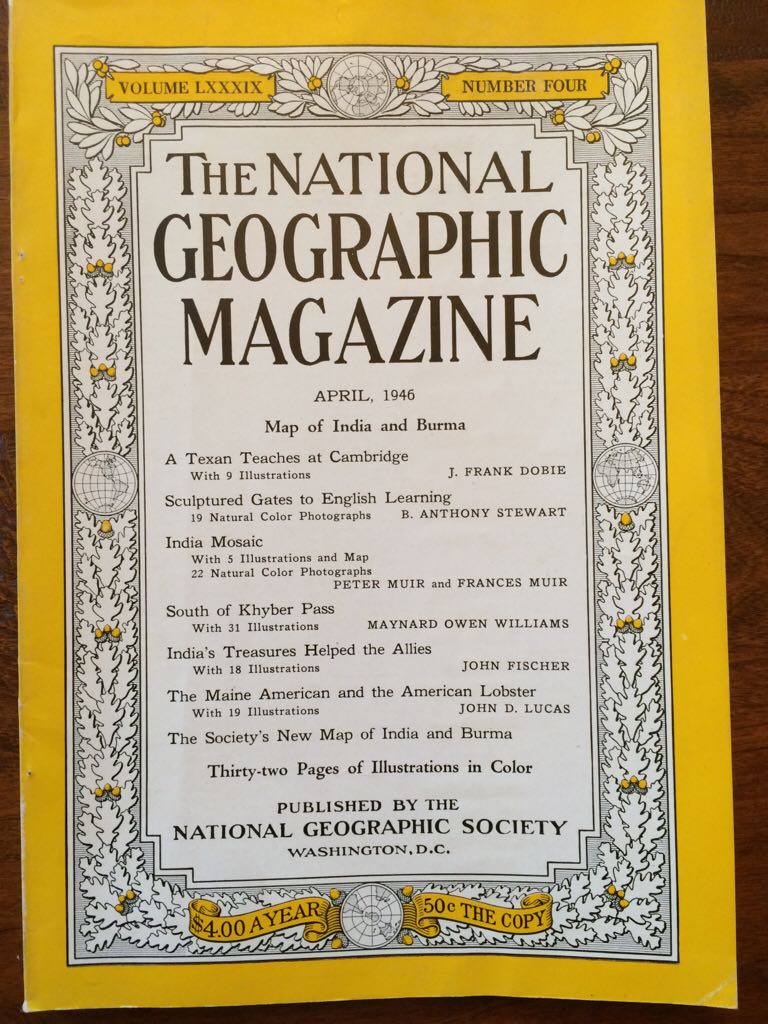 VOLUME LXXXIX
NUMBER FOUR
THE NATIONAL
GEOGRAPHIC
MAGAZINE
APRIL, 1946
Map of India and Burma
A Texan Teaches at Cambridge
With 9 Illustrations J. FRANK DOBIE
Sculptured Gates to English Learning
19 Natural Color Photographs B. ANTHONY STEWART
India Mosaic
With 5 Illustrations and Map
22 Natural Color Photographs
PETER MUIR and FRANCES MUIR
South of Khyber Pass
With 31 Illustrations MAYNARD OWEN WILLIAMS
India's Treasures Helped the Allies
With 18 Illustrations JOHN FISCHER
The Maine American and the American Lobster
With 19 Illustrations JOHN D. LUCAS
The Society's New Map of India and Burma
Thirty-two Pages of Illustrations in Color
PUBLISHED BY THE
NATIONAL GEOGRAPHIC SOCIETY
WASHINGTON, D.C.
$4.00 A YEAR
50c THE COPY